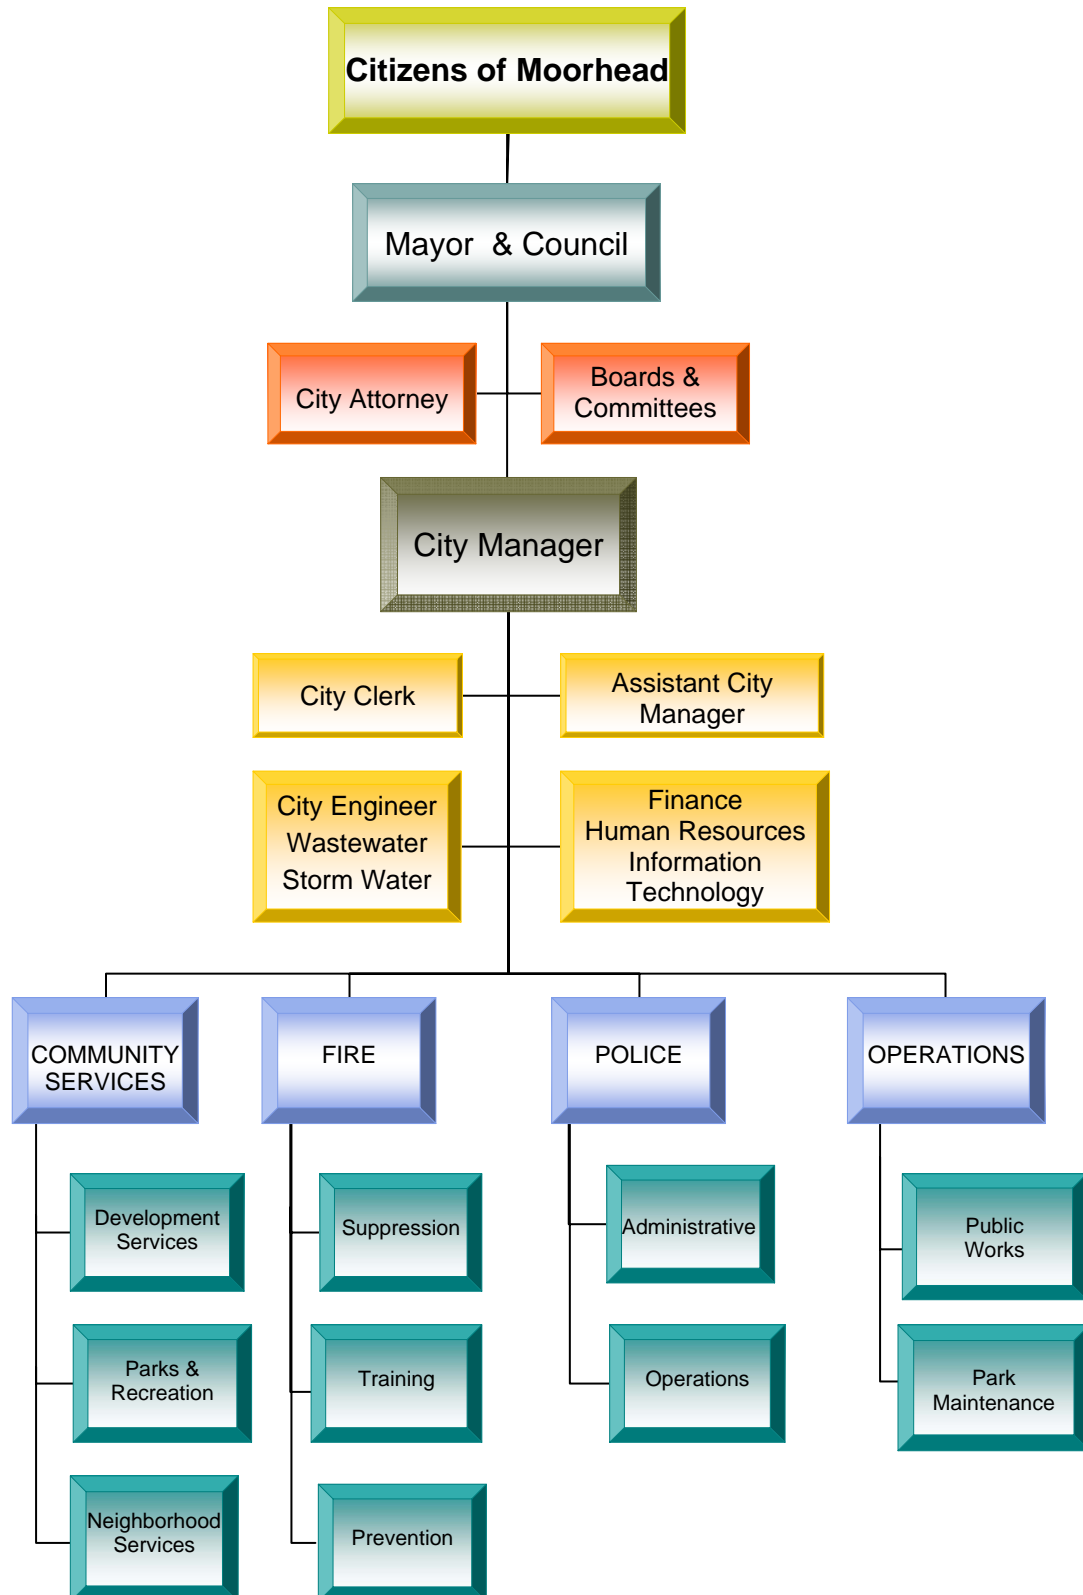 Citizens of Moorhead
Mayor & Council
City Attorney
Boards &
Committees
City Manager
City Clerk
Assistant City
Manager
City Engineer
Wastewater
Storm Water
Finance
Human Resources
Information
Technology
COMMUNITY
SERVICES
FIRE
POLICE
OPERATIONS
Development
Services
Suppression
Administrative
Public
Works
Parks &
Recreation
Training
Operations
Park
Maintenance
Neighborhood
Services
Prevention